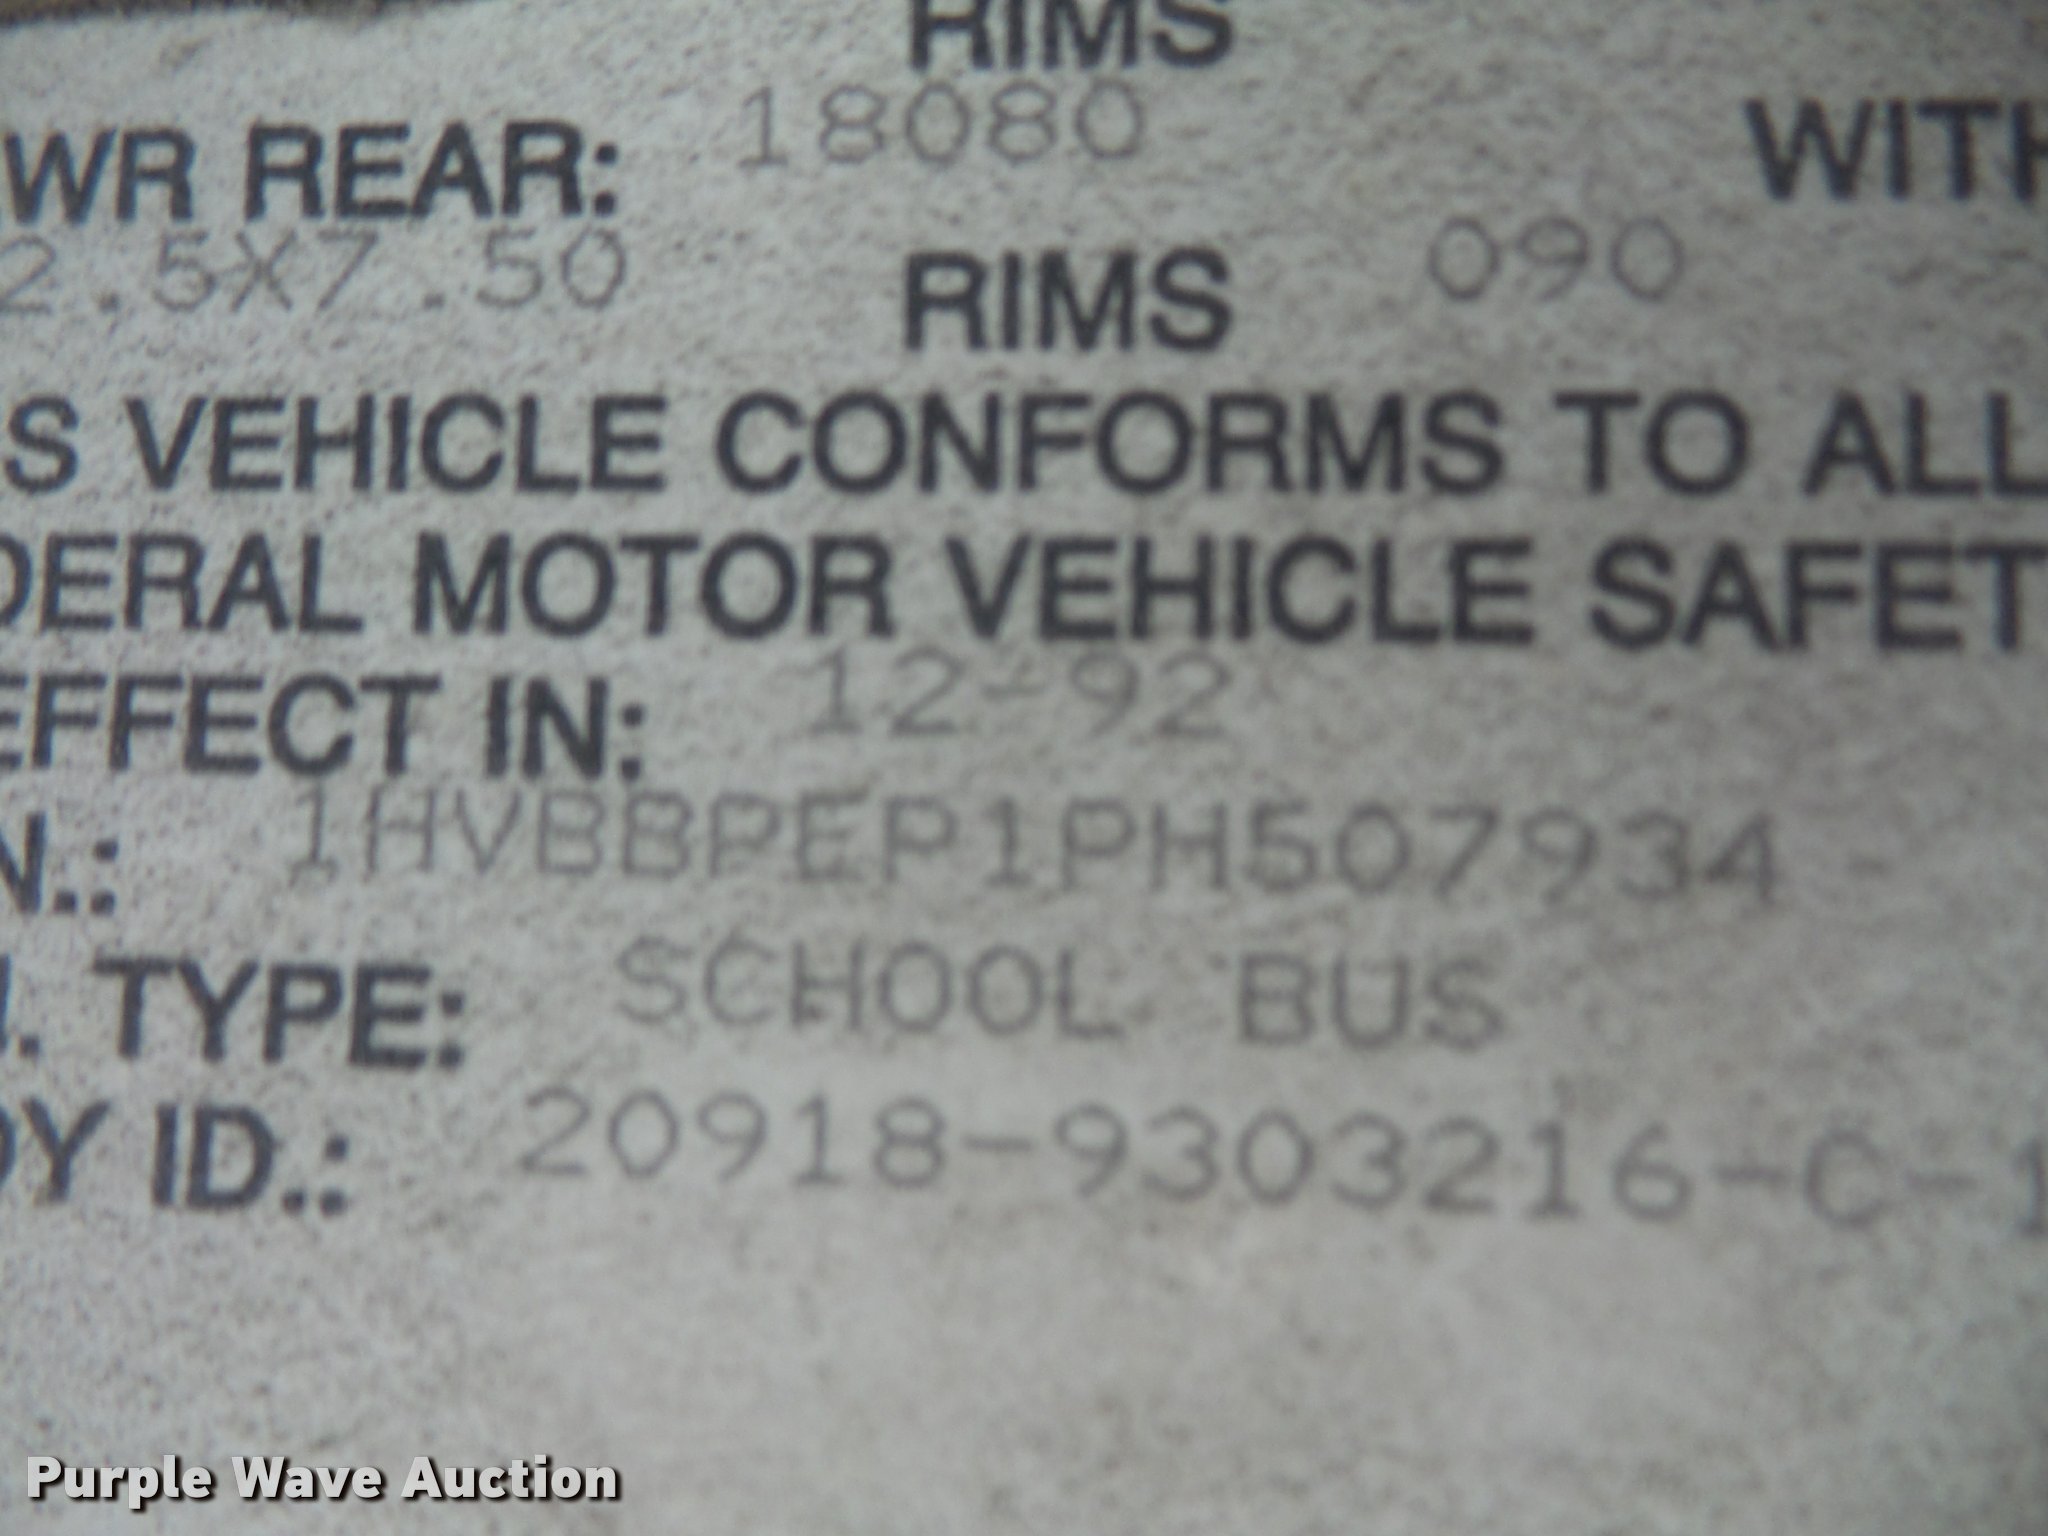 RIMS
WR REAR: 18080 WITH
2.5X7.50 RIMS 090
S VEHICLE CONFORMS TO ALL
DERAL MOTOR VEHICLE SAFET
EFFECT IN: 12-92
N.: 1HVBBPEP1PH507934
. TYPE: SCHOOL BUS
DY ID.: 20918-9303216-C-1
Purple Wave Auction